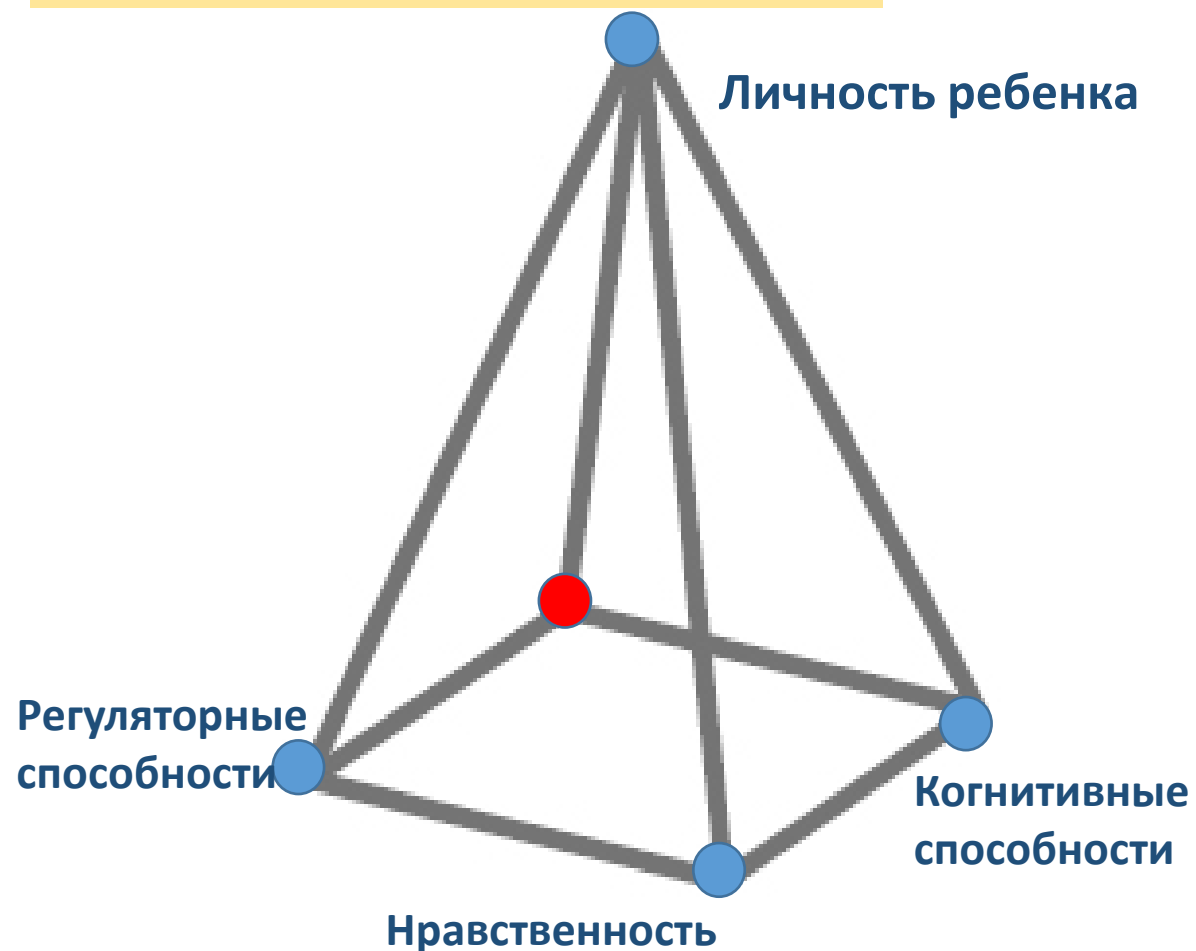 Личность ребенка
Регуляторные
способности
Когнитивные
способности
Нравственность